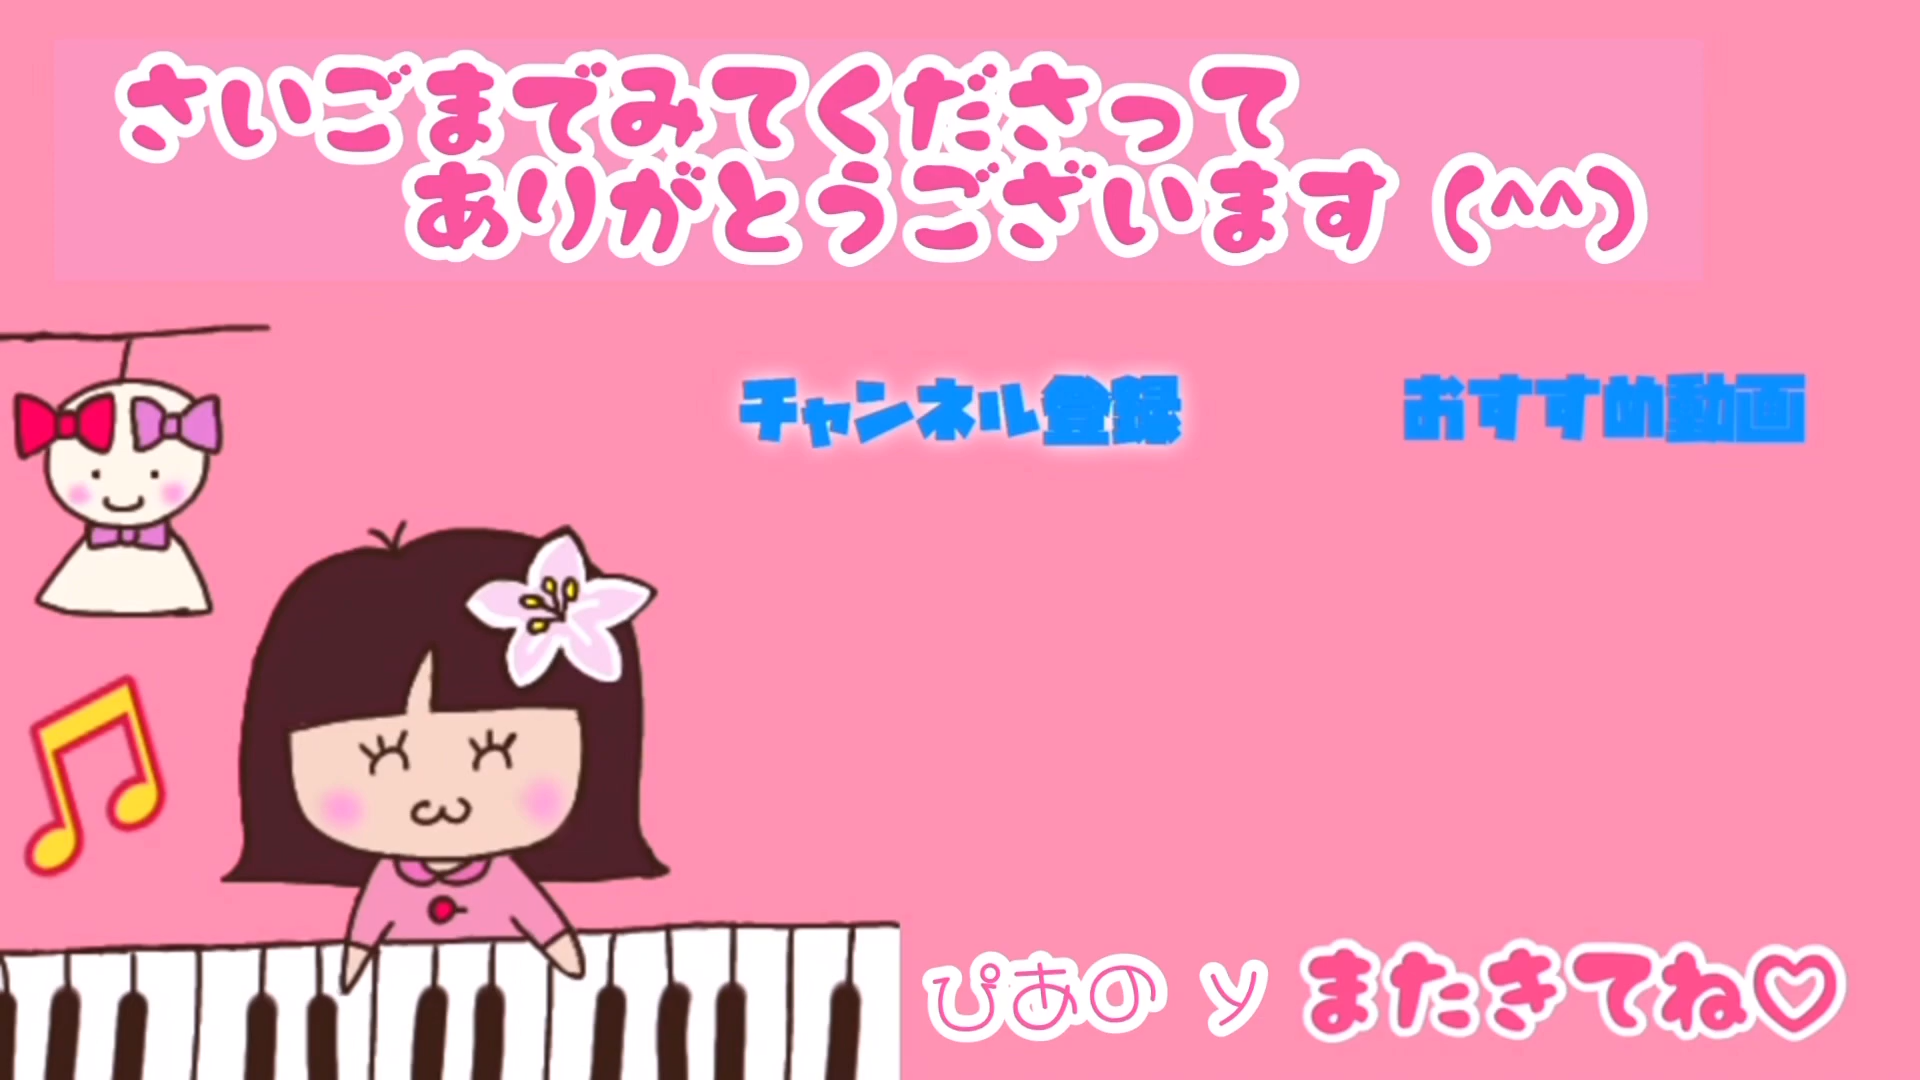 さいごまでみてくださって
ありがとうございます (^^)
チャンネル登録
おすすめ動画
ぴあの y またきてね♡